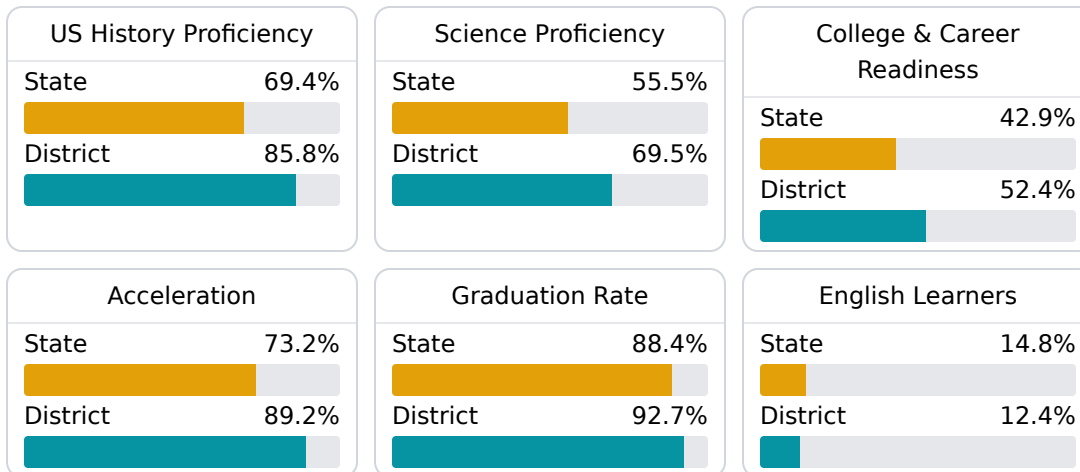 US History Proficiency
State 69.4%
District 85.8%
Science Proficiency
State 55.5%
District 69.5%
College & Career
Readiness
State 42.9%
District 52.4%
Acceleration
State 73.2%
District 89.2%
Graduation Rate
State 88.4%
District 92.7%
English Learners
State 14.8%
District 12.4%